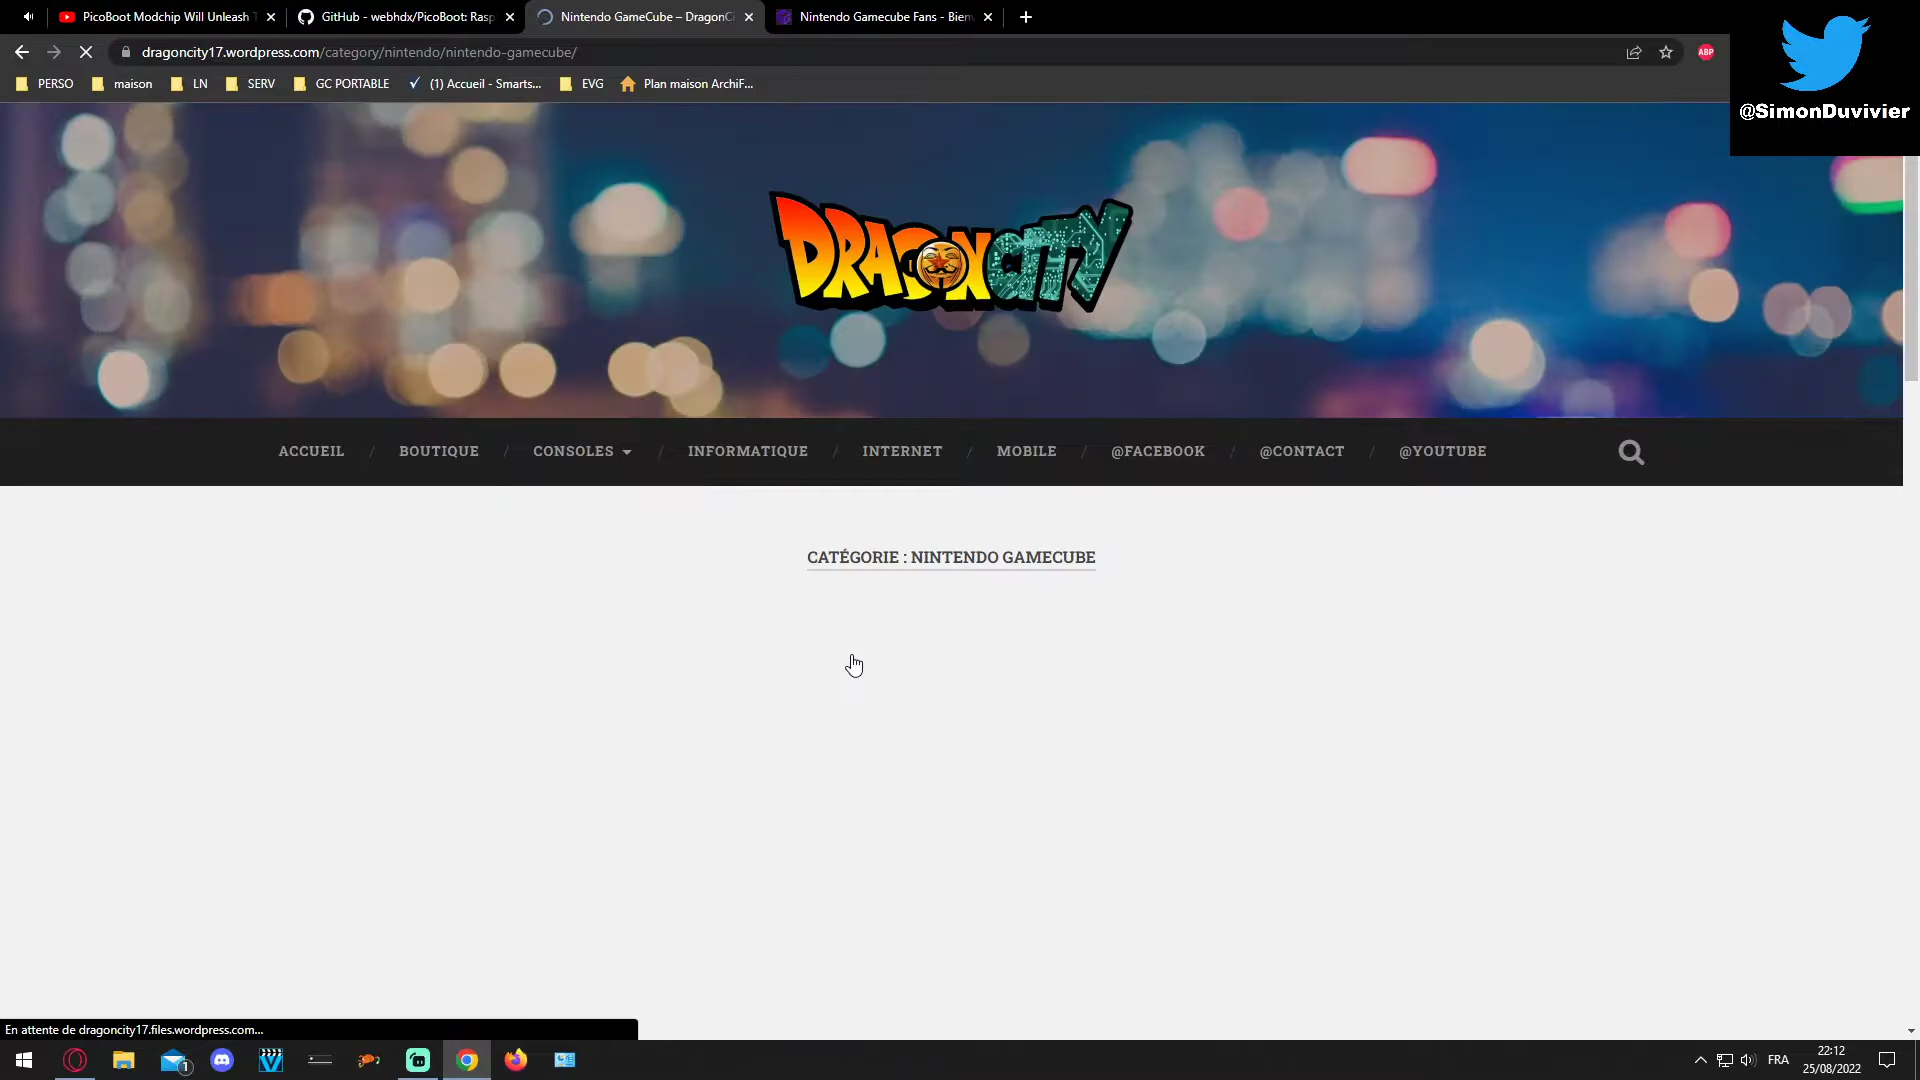 PicoBoot Modchip Will Unleash T
GitHub - webhdx/PicoBoot: Rasp
Nintendo GameCube – DragonCi
Nintendo Gamecube Fans - Bien
dragoncity17.wordpress.com/category/nintendo/nintendo-gamecube/
ABP
PERSO
maison
LN
SERV
GC PORTABLE
(1) Accueil - Smarts...
EVG
Plan maison ArchiF...
@SimonDuvivier
DRAGONCITY
ACCUEIL / BOUTIQUE / CONSOLES / INFORMATIQUE / INTERNET / MOBILE / @FACEBOOK / @CONTACT / @YOUTUBE
CATÉGORIE : NINTENDO GAMECUBE
En attente de dragoncity17.files.wordpress.com...
1
FRA
22:12
25/08/2022